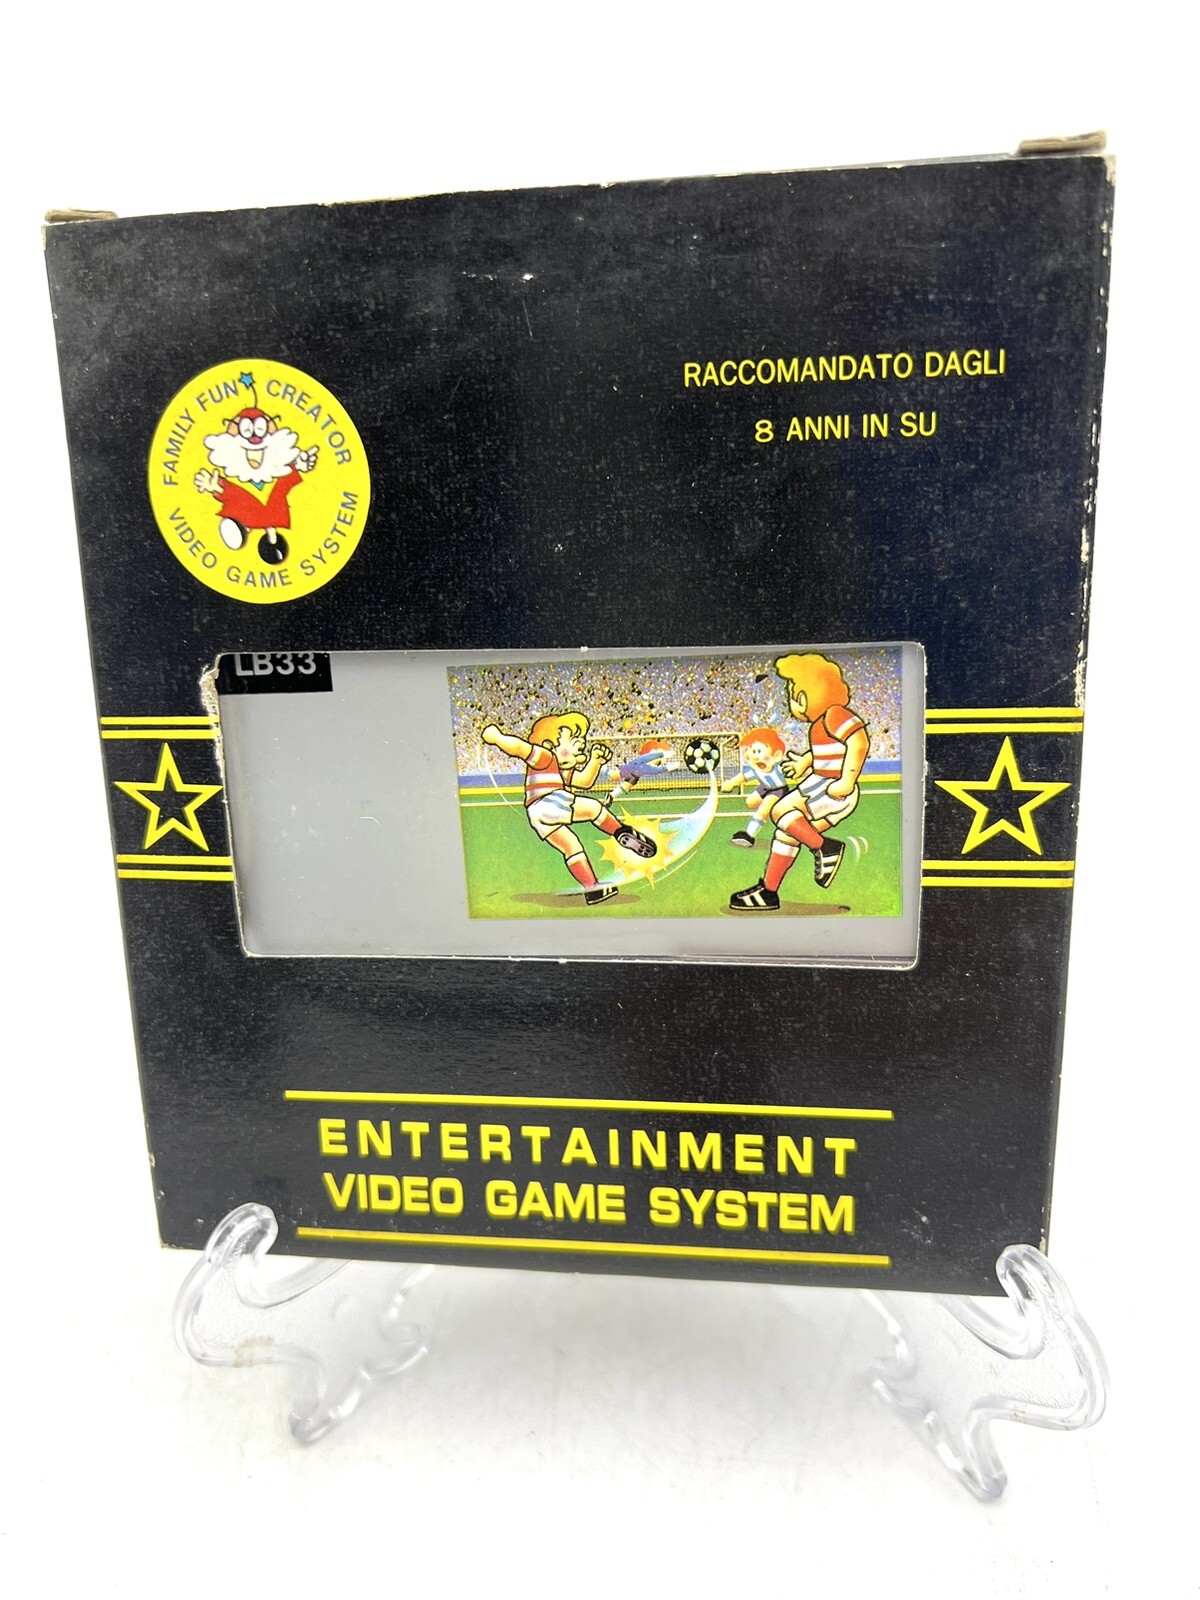 FAMILY FUN CREATOR
VIDEO GAME SYSTEM
RACCOMANDATO DAGLI
8 ANNI IN SU
LB33
ENTERTAINMENT
VIDEO GAME SYSTEM